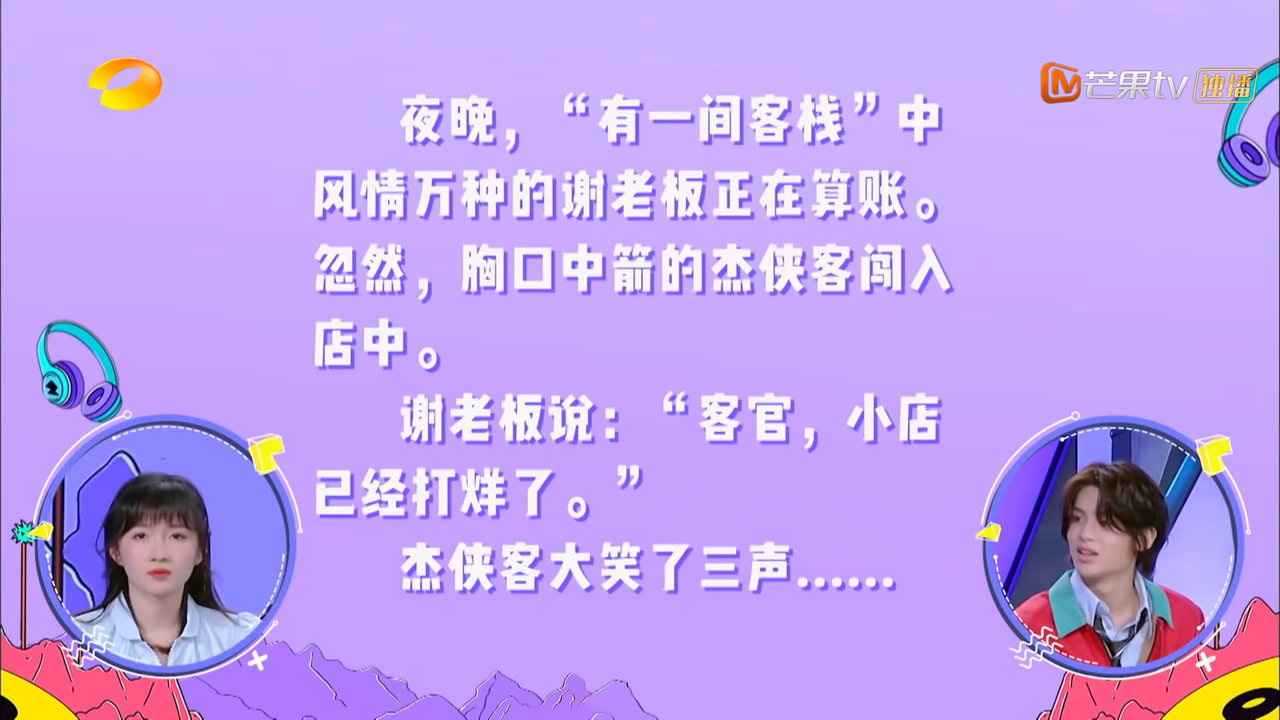 芒果tv 独播
夜晚，“有一间客栈”中
风情万种的谢老板正在算账。
忽然，胸口中箭的杰侠客闯入
店中。
谢老板说：“客官，小店
已经打烊了。”
杰侠客大笑了三声……